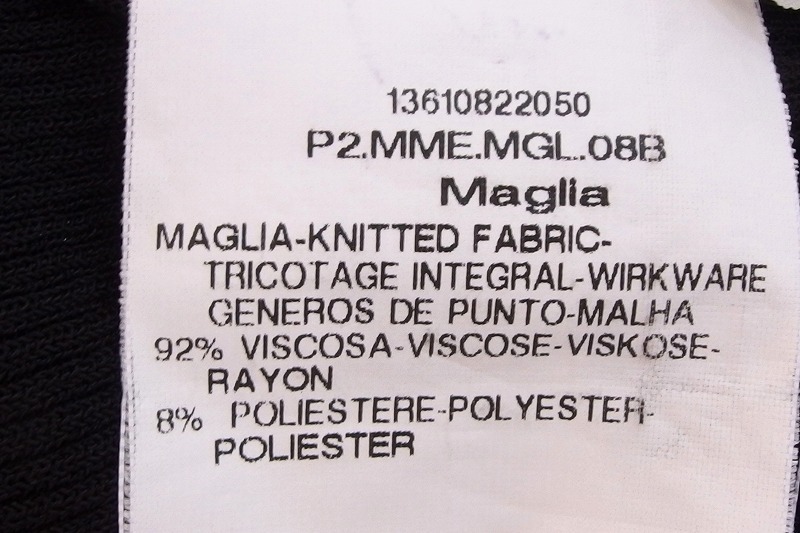 13610822050
P2.MME.MGL.08B
Maglia
MAGLIA-KNITTED FABRIC-
TRICOTAGE INTEGRAL-WIRKWARE
GENEROS DE PUNTO-MALHA
92% VISCOSA-VISCOSE-VISKOSE-
RAYON
8% POLIESTERE-POLYESTER-
POLIESTER